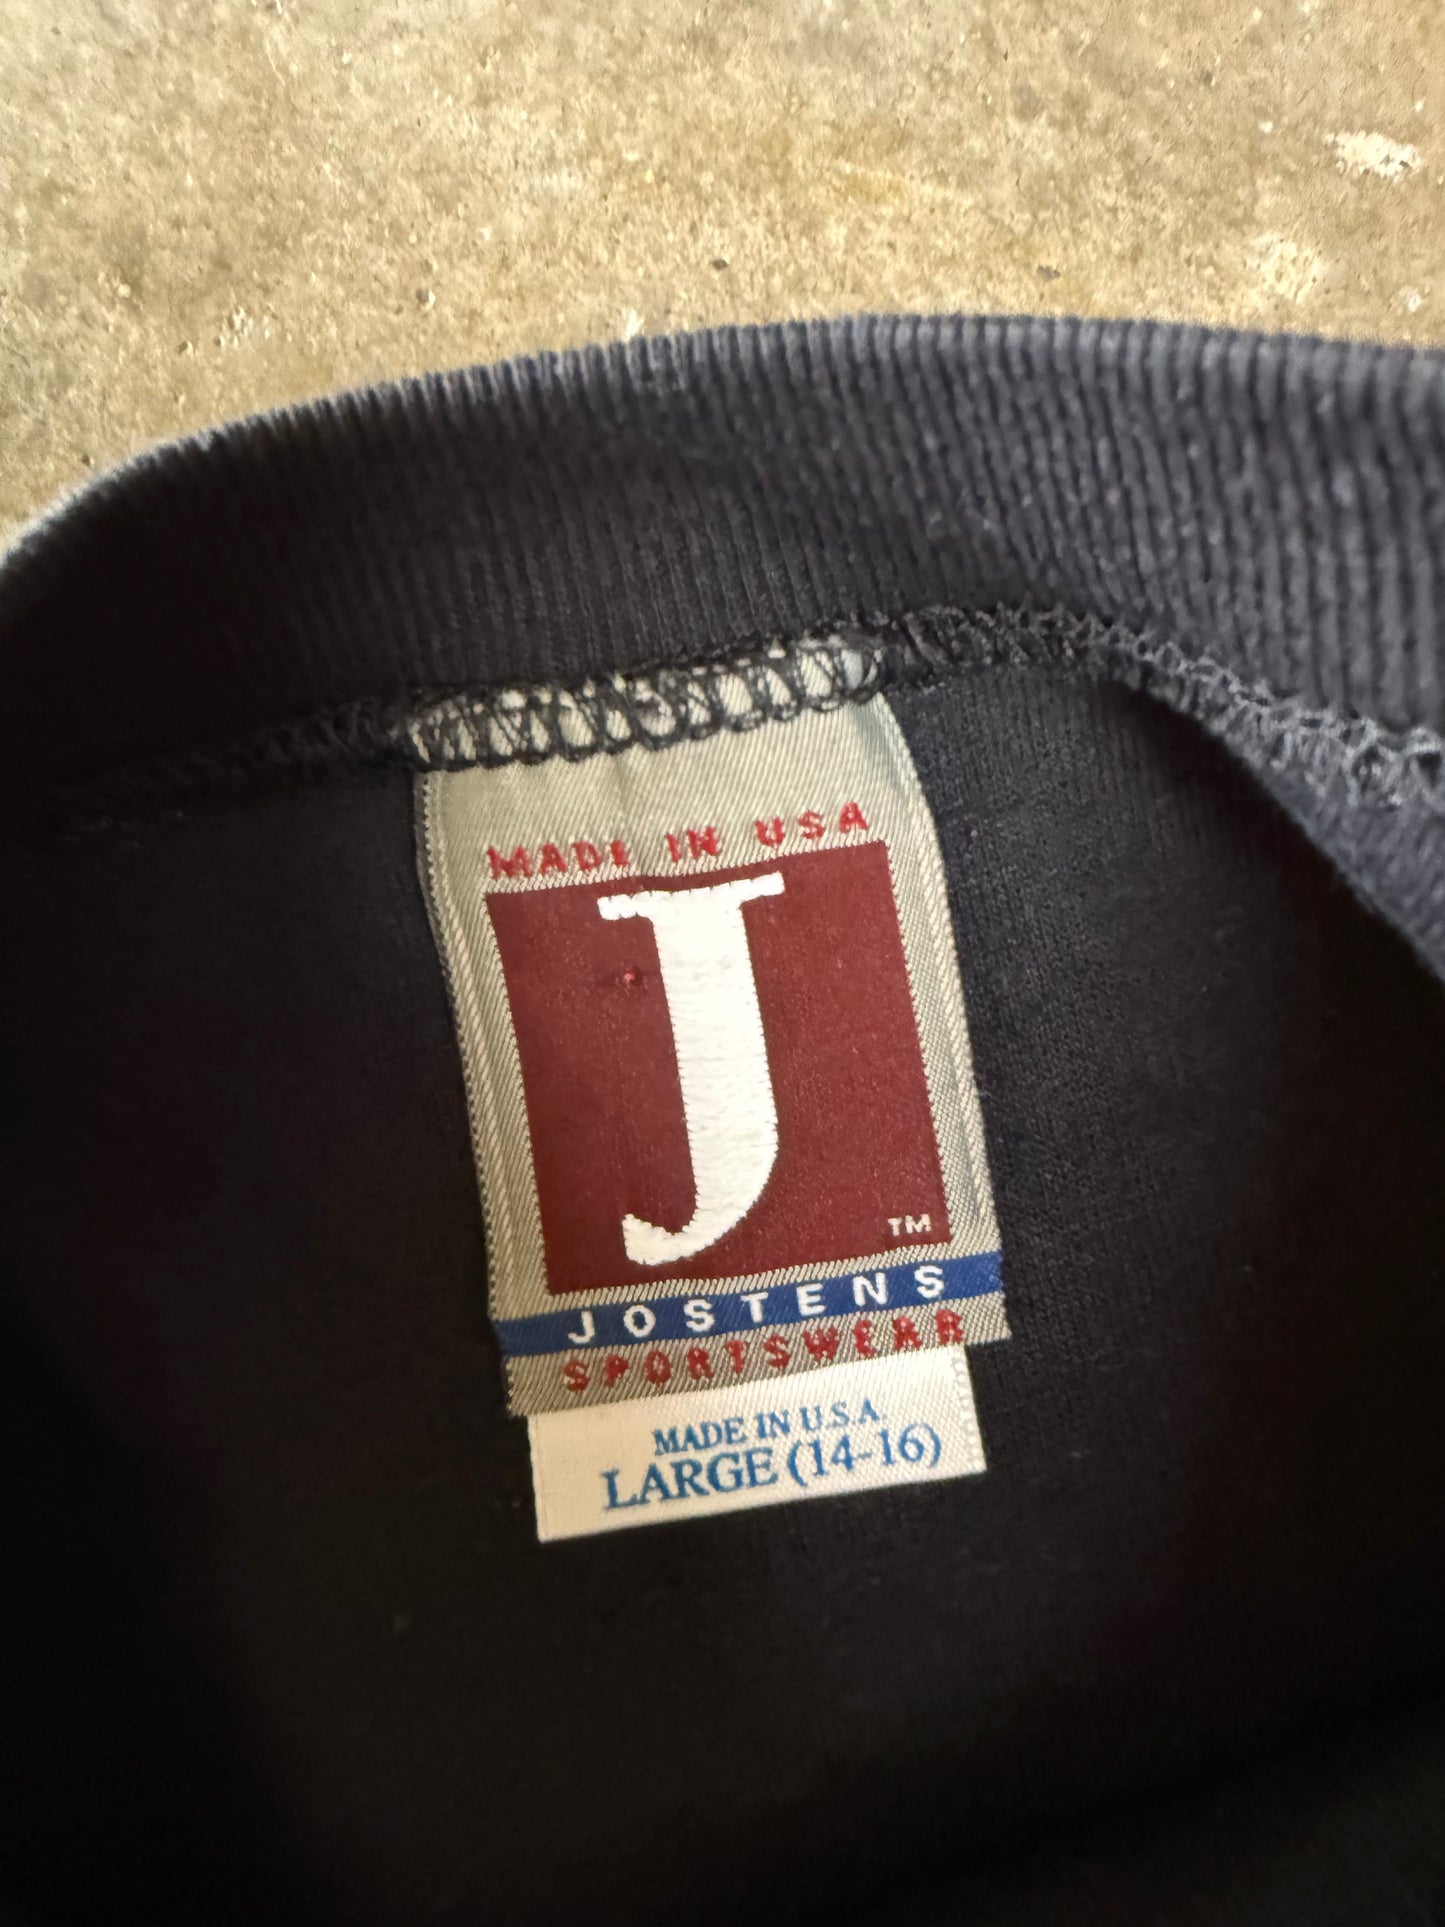 MADE IN USA
J
TM
JOSTENS
SPORTSWEAR
MADE IN U.S.A.
LARGE (14-16)